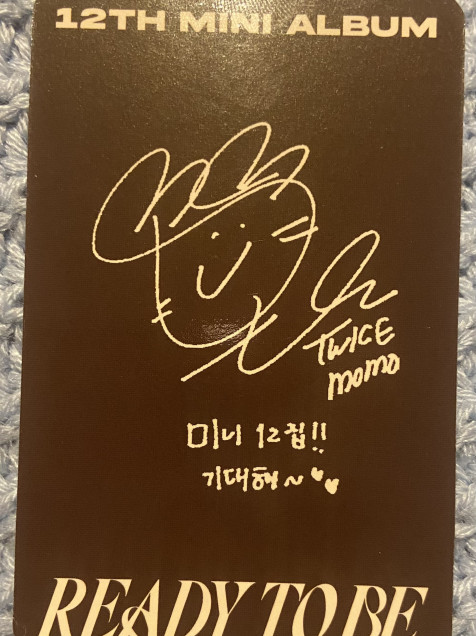 12TH MINI ALBUM
TWICE
MOMO
미니 12집!!
기대해~
READY TO BE